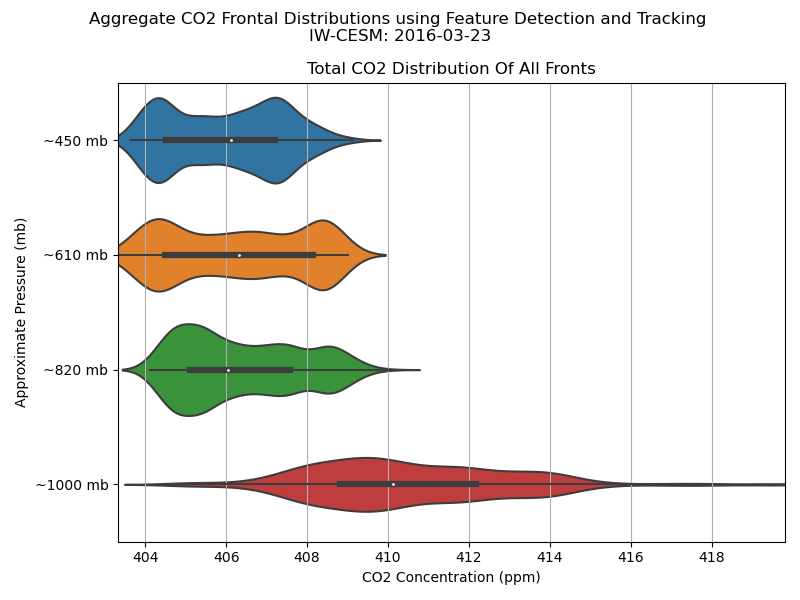 Aggregate CO2 Frontal Distributions using Feature Detection and Tracking
IW-CESM: 2016-03-23
Total CO2 Distribution Of All Fronts
Approximate Pressure (mb)
~450 mb
~610 mb
~820 mb
~1000 mb
404 406 408 410 412 414 416 418
CO2 Concentration (ppm)